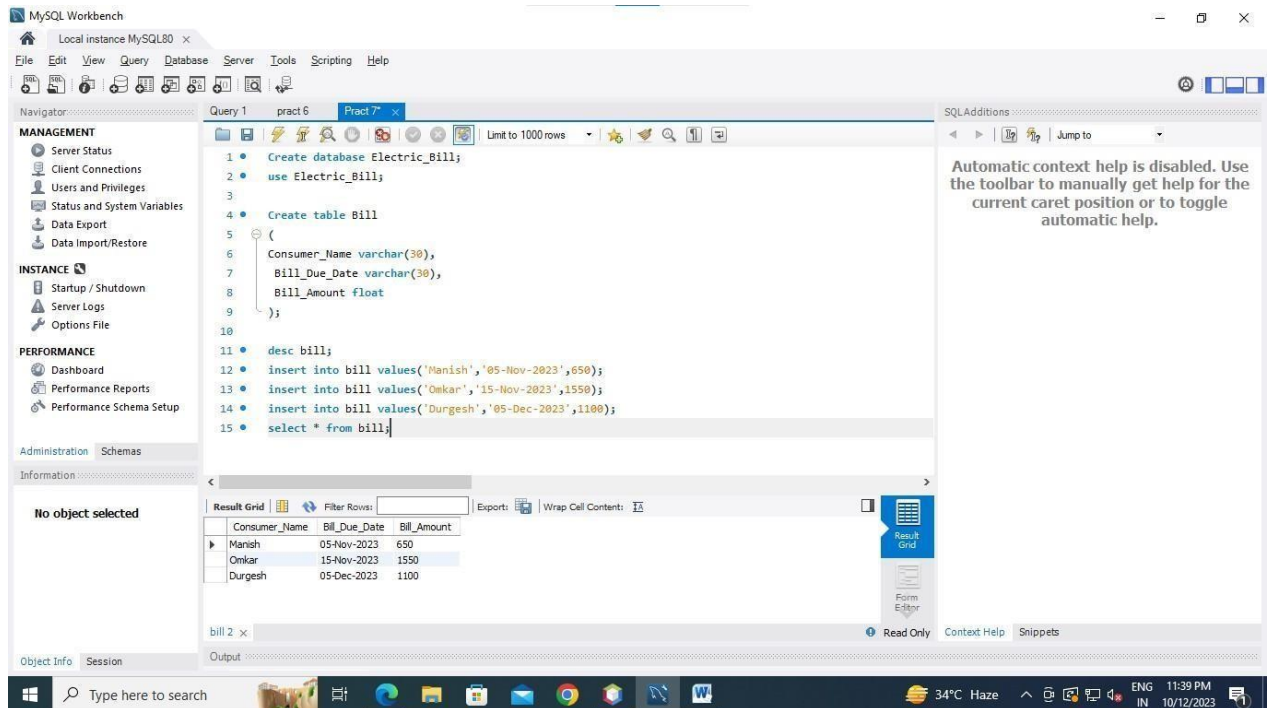 MySQL Workbench
Local instance MySQL80 ×
File Edit View Query Database Server Tools Scripting Help
Navigator
MANAGEMENT
Server Status
Client Connections
Users and Privileges
Status and System Variables
Data Export
Data Import/Restore
INSTANCE
Startup / Shutdown
Server Logs
Options File
PERFORMANCE
Dashboard
Performance Reports
Performance Schema Setup
Administration Schemas
Information
No object selected
Object Info Session
Query 1 pract 6 Pract 7* ×
Limit to 1000 rows
1 Create database Electric_Bill;
2 use Electric_Bill;
3
4 Create table Bill
5 (
6 Consumer_Name varchar(30),
7 Bill_Due_Date varchar(30),
8 Bill_Amount float
9 );
10
11 desc bill;
12 insert into bill values('Manish','05-Nov-2023',650);
13 insert into bill values('Omkar','15-Nov-2023',1550);
14 insert into bill values('Durgesh','05-Dec-2023',1100);
15 select * from bill;
Result Grid Filter Rows: Export: Wrap Cell Content:
Consumer_Name Bill_Due_Date Bill_Amount
Manish 05-Nov-2023 650
Omkar 15-Nov-2023 1550
Durgesh 05-Dec-2023 1100
Result Grid
Form Editor
bill 2 × Read Only
Output
SQLAdditions
Jump to
Automatic context help is disabled. Use
the toolbar to manually get help for the
current caret position or to toggle
automatic help.
Context Help Snippets
Type here to search
34°C Haze
ENG
IN
11:39 PM
10/12/2023